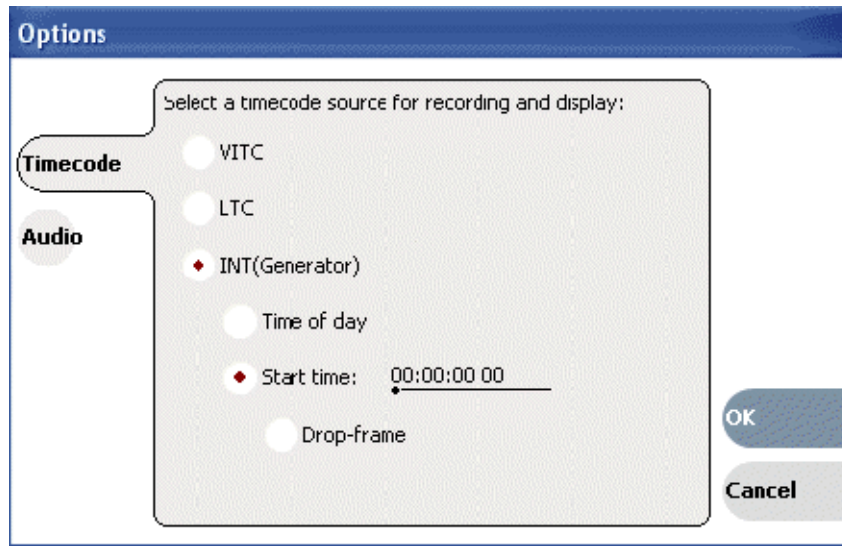 Options
Select a timecode source for recording and display:
Timecode
VITC
LTC
Audio
INT(Generator)
Time of day
Start time: 00:00:00 00
Drop-frame
OK
Cancel